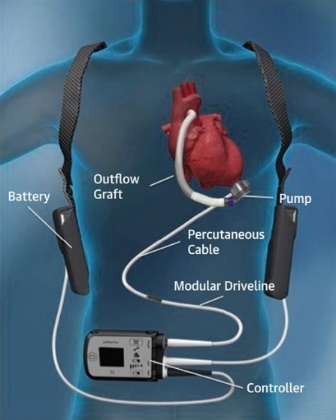 Outflow
Graft
Battery
Pump
Percutaneous
Cable
Modular Driveline
Controller